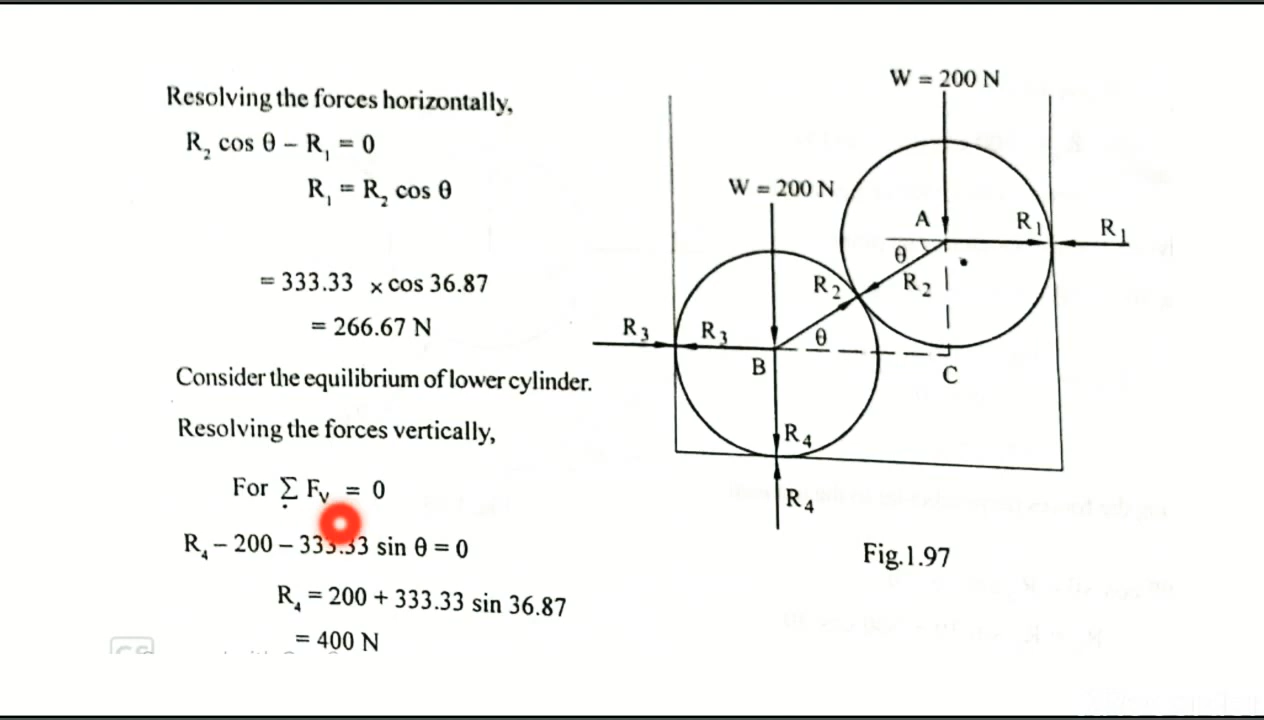 Resolving the forces horizontally,
R₂ cos θ – R₁ = 0
R₁ = R₂ cos θ
= 333.33 x cos 36.87
= 266.67 N
Consider the equilibrium of lower cylinder.
Resolving the forces vertically,
For Σ Fᵥ = 0
R₄ – 200 – 333.33 sin θ = 0
R₄ = 200 + 333.33 sin 36.87
= 400 N
W = 200 N
W = 200 N
A
R₁
R₁
θ
R₂
R₂
R₃
R₃
θ
B
C
R₄
R₄
Fig.1.97